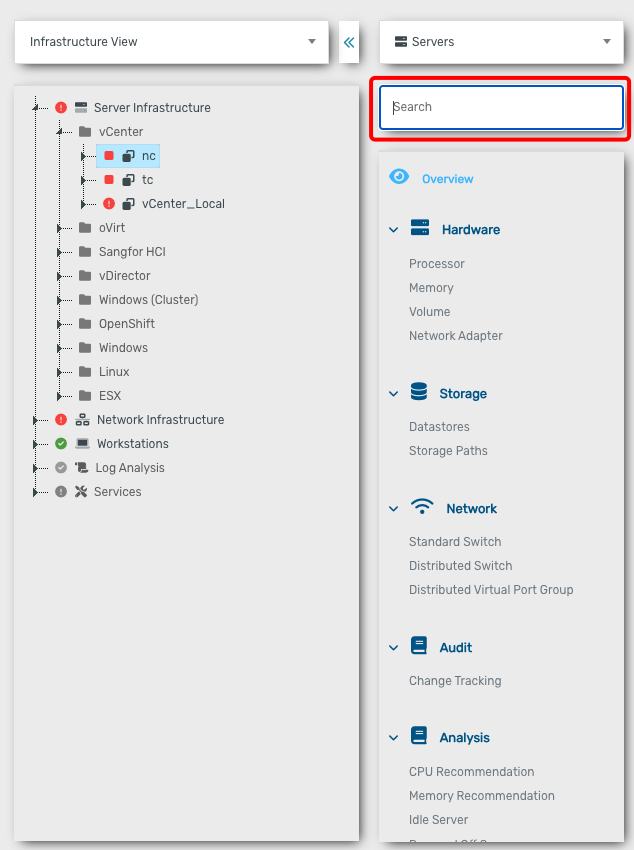 Infrastructure View
Server Infrastructure
vCenter
nc
tc
vCenter_Local
oVirt
Sangfor HCI
vDirector
Windows (Cluster)
OpenShift
Windows
Linux
ESX
Network Infrastructure
Workstations
Log Analysis
Services
Servers
Search
Overview
Hardware
Processor
Memory
Volume
Network Adapter
Storage
Datastores
Storage Paths
Network
Standard Switch
Distributed Switch
Distributed Virtual Port Group
Audit
Change Tracking
Analysis
CPU Recommendation
Memory Recommendation
Idle Server